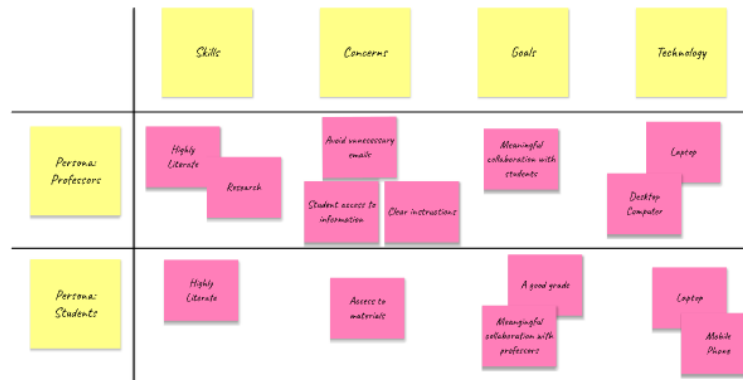 Skills
Concerns
Goals
Technology
Persona:
Professors
Highly
Literate
Research
Avoid unnecessary
emails
Student access to
information
Clear instructions
Meaningful
collaboration with
students
Laptop
Desktop
Computer
Persona:
Students
Highly
Literate
Access to
materials
A good grade
Meangingful
collaboration with
professors
Laptop
Mobile
Phone